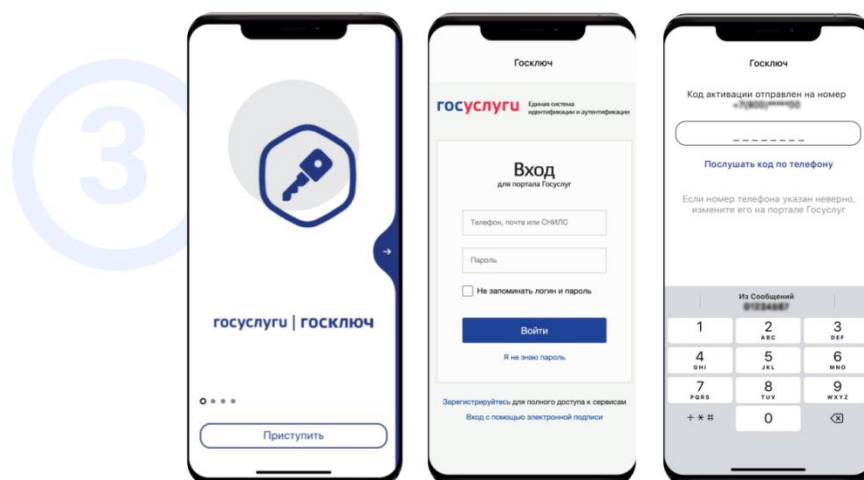 3
госуслуги | госключ
Приступить
Госключ
госуслуги
Единая система
идентификации и аутентификации
Вход
для портала Госуслуг
Телефон, почта или СНИЛС
Пароль
Не запоминать логин и пароль
Войти
Я не знаю пароль
Зарегистрируйтесь для полного доступа к сервисам
Вход с помощью электронной подписи
Госключ
Код активации отправлен на номер
Послушать код по телефону
Если номер телефона указан неверно,
измените его на портале Госуслуг
Из Сообщений
1
2
ABC
3
DEF
4
GHI
5
JKL
6
MNO
7
PQRS
8
TUV
9
WXYZ
+ * #
0